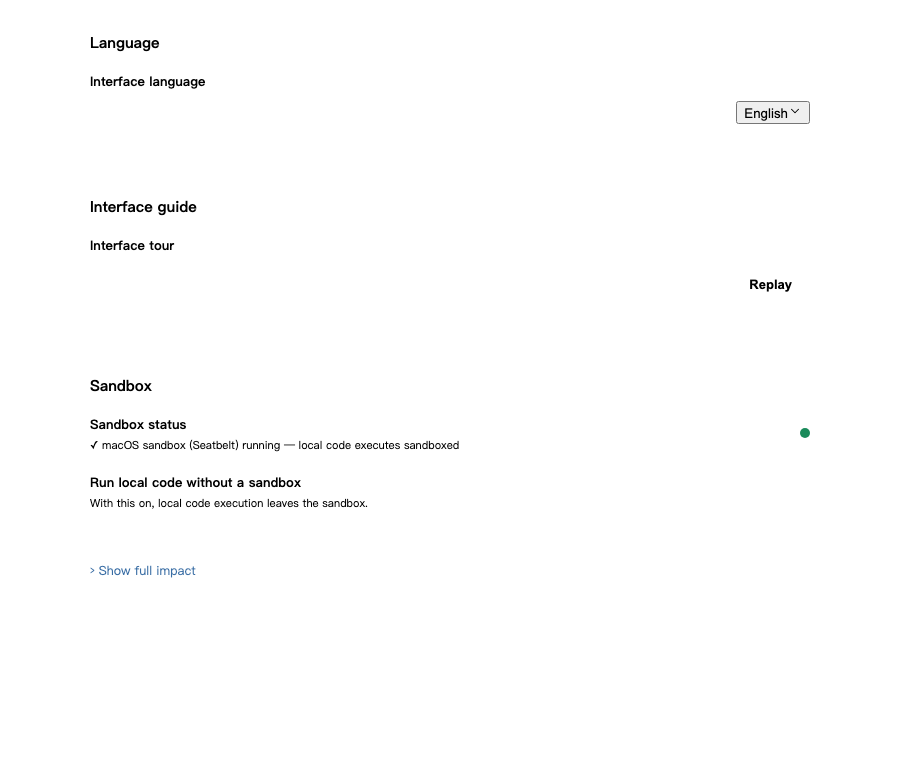 Language
Interface language
English
Interface guide
Interface tour
Replay
Sandbox
Sandbox status
✓ macOS sandbox (Seatbelt) running — local code executes sandboxed
Run local code without a sandbox
With this on, local code execution leaves the sandbox.
› Show full impact